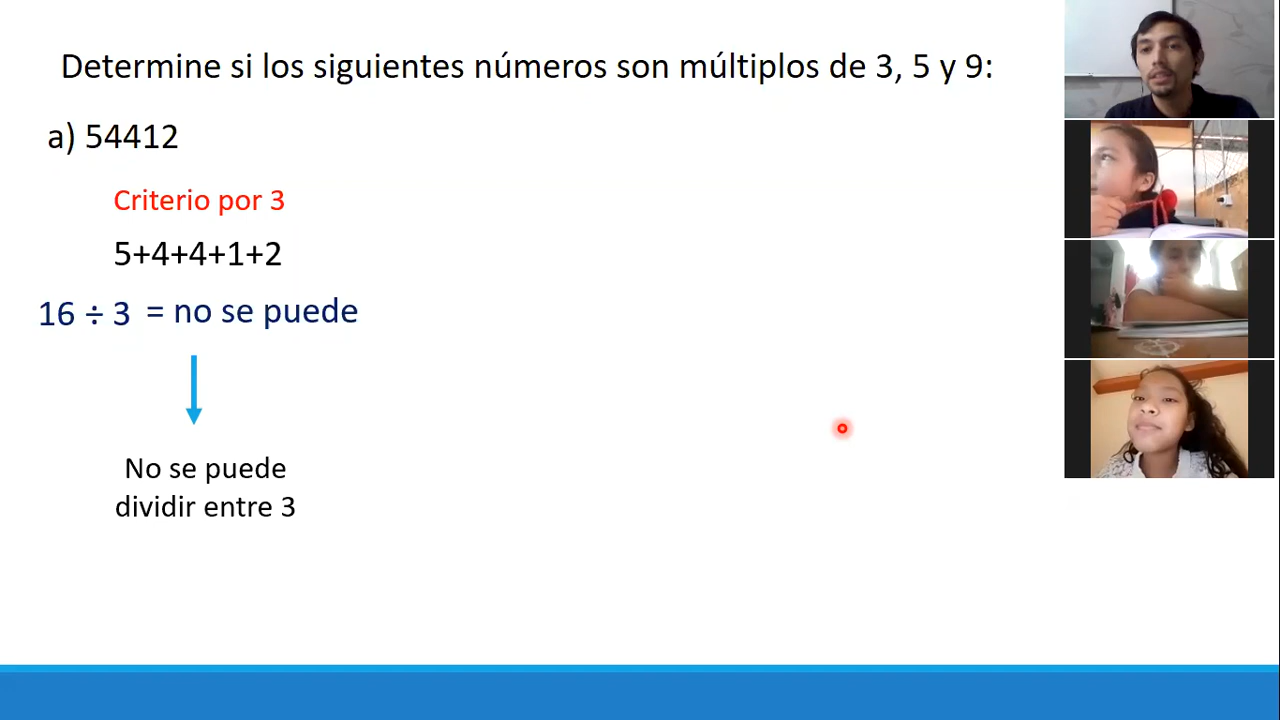 Determine si los siguientes números son múltiplos de 3, 5 y 9:
a) 54412
Criterio por 3
5+4+4+1+2
16 ÷ 3 = no se puede
No se puede
dividir entre 3